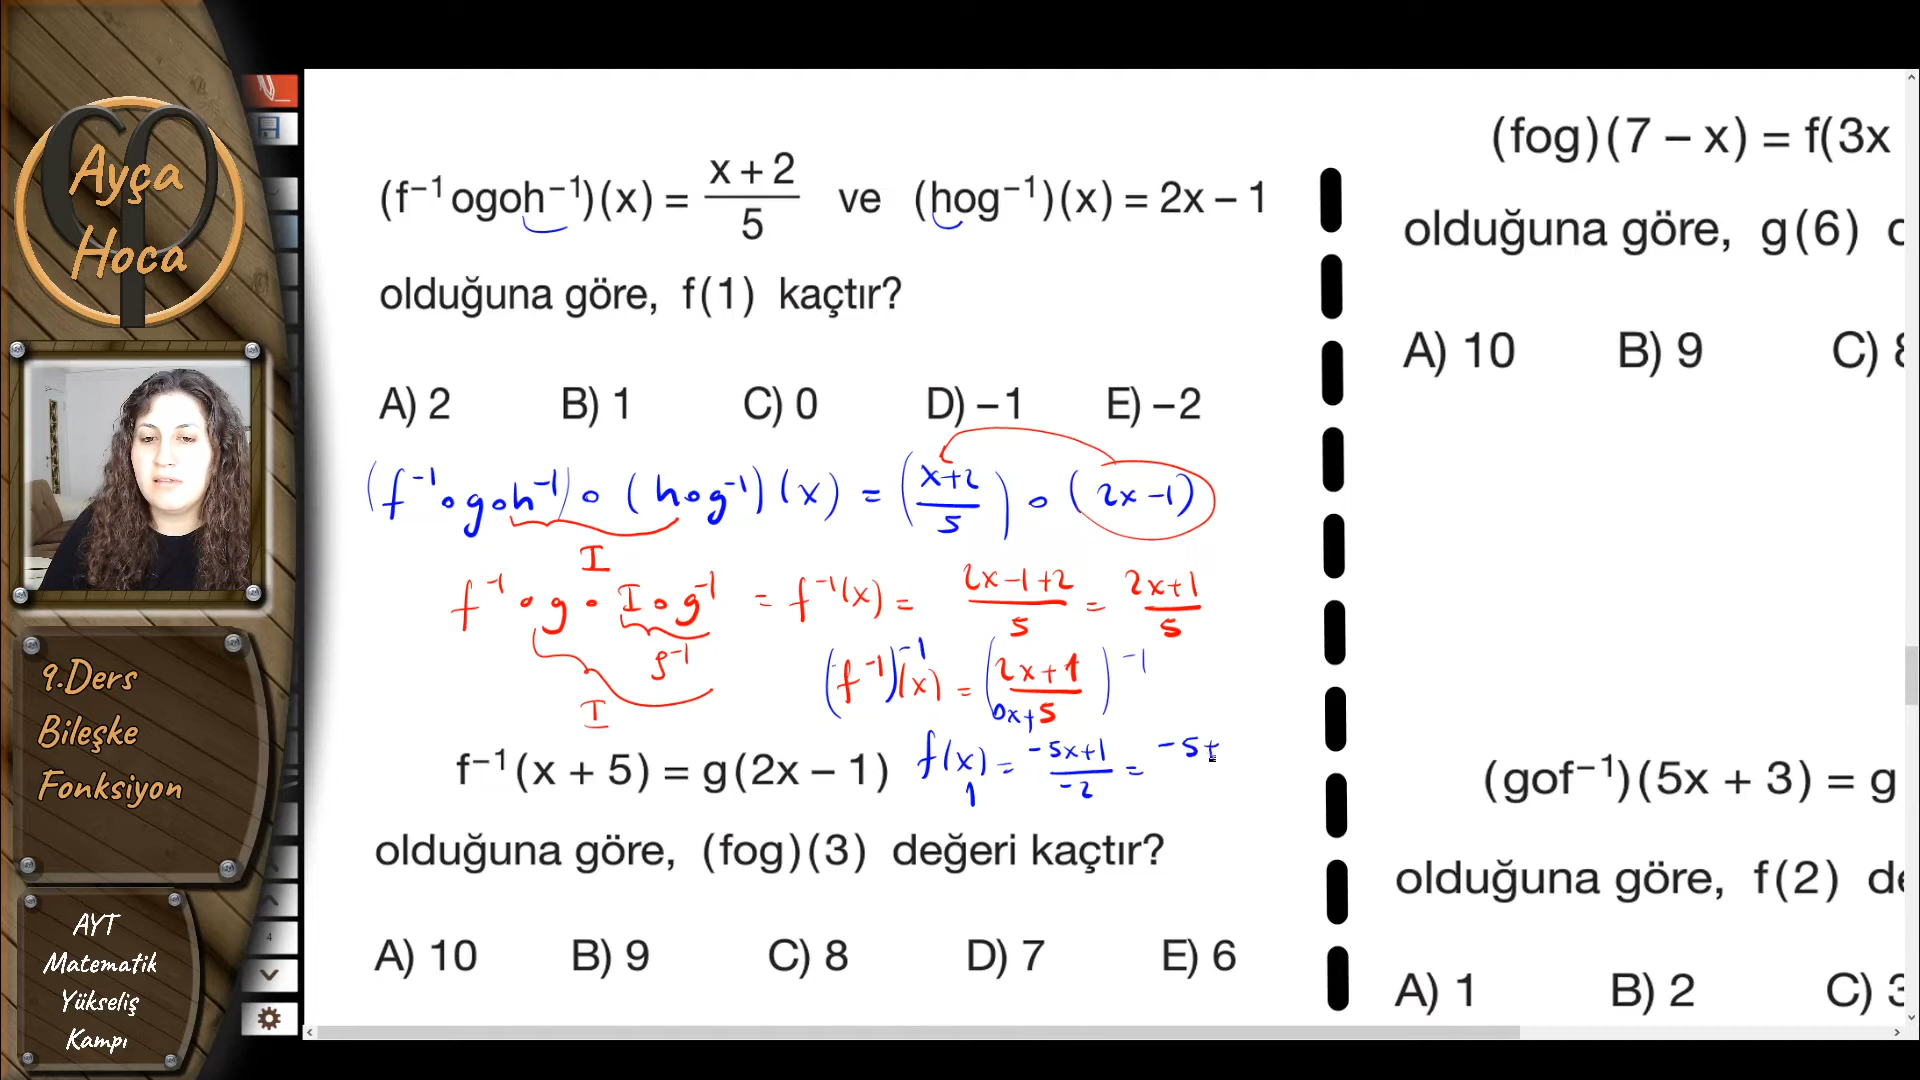 Ayça
Hoca
9.Ders
Bileşke
Fonksiyon
AYT
Matematik
Yükseliş
Kampı
4
(f⁻¹ogoh⁻¹)(x) = (x + 2)/5 ve (hog⁻¹)(x) = 2x – 1
olduğuna göre, f(1) kaçtır?
A) 2 B) 1 C) 0 D) –1 E) –2
(f⁻¹ogoh⁻¹)o(hog⁻¹)(x) = ((x+2)/5) o (2x-1)
I
f⁻¹ o g o I o g⁻¹ = f⁻¹(x) = (2x-1+2)/5 = (2x+1)/5
g⁻¹
I
(f⁻¹)⁻¹(x) = ((2x+1)/(0x+5))⁻¹
f(x) = (-5x+1)/-2 = -5+
1
f⁻¹(x + 5) = g(2x – 1)
olduğuna göre, (fog)(3) değeri kaçtır?
A) 10 B) 9 C) 8 D) 7 E) 6
(fog)(7 – x) = f(3x
olduğuna göre, g(6)
A) 10 B) 9 C)
(gof⁻¹)(5x + 3) = g
olduğuna göre, f(2) de
A) 1 B) 2 C) 3